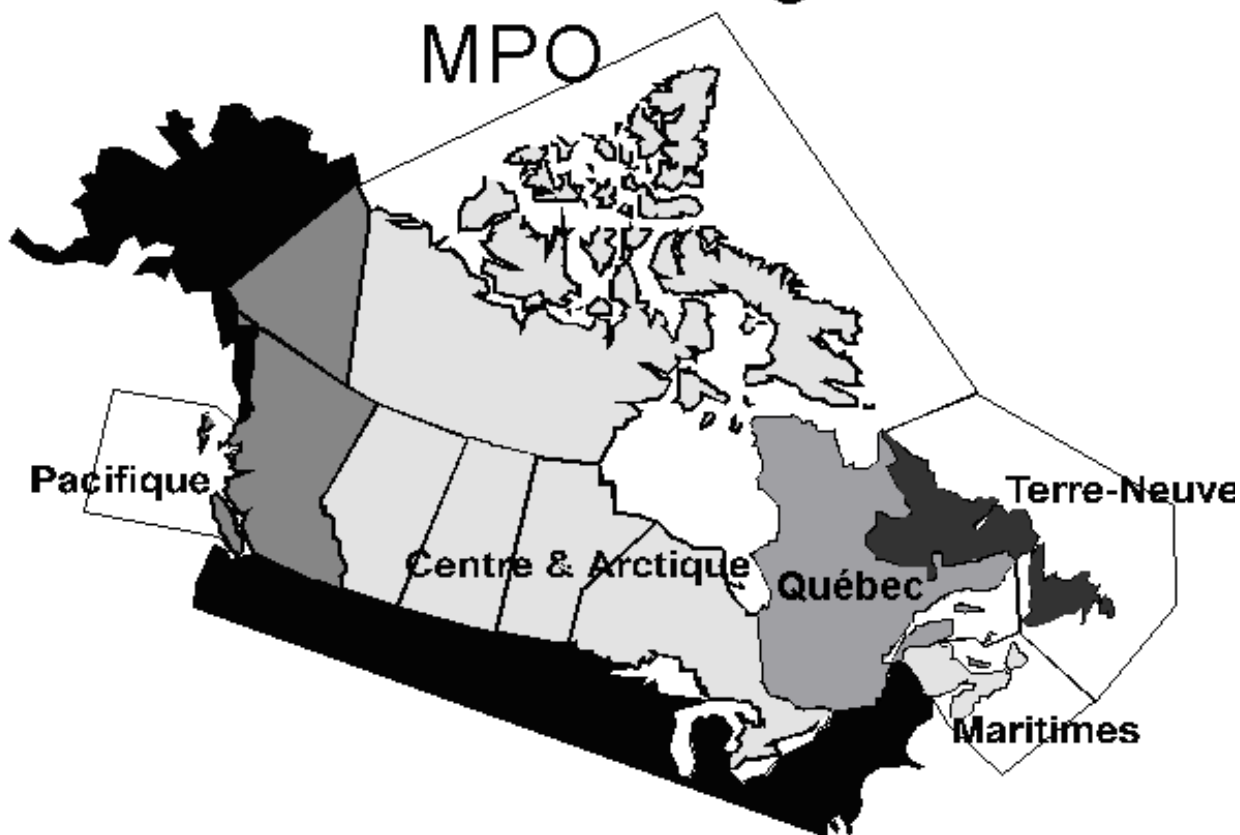 MPO
Pacifique
Terre-Neuve
Centre & Arctique
Québec
Maritimes